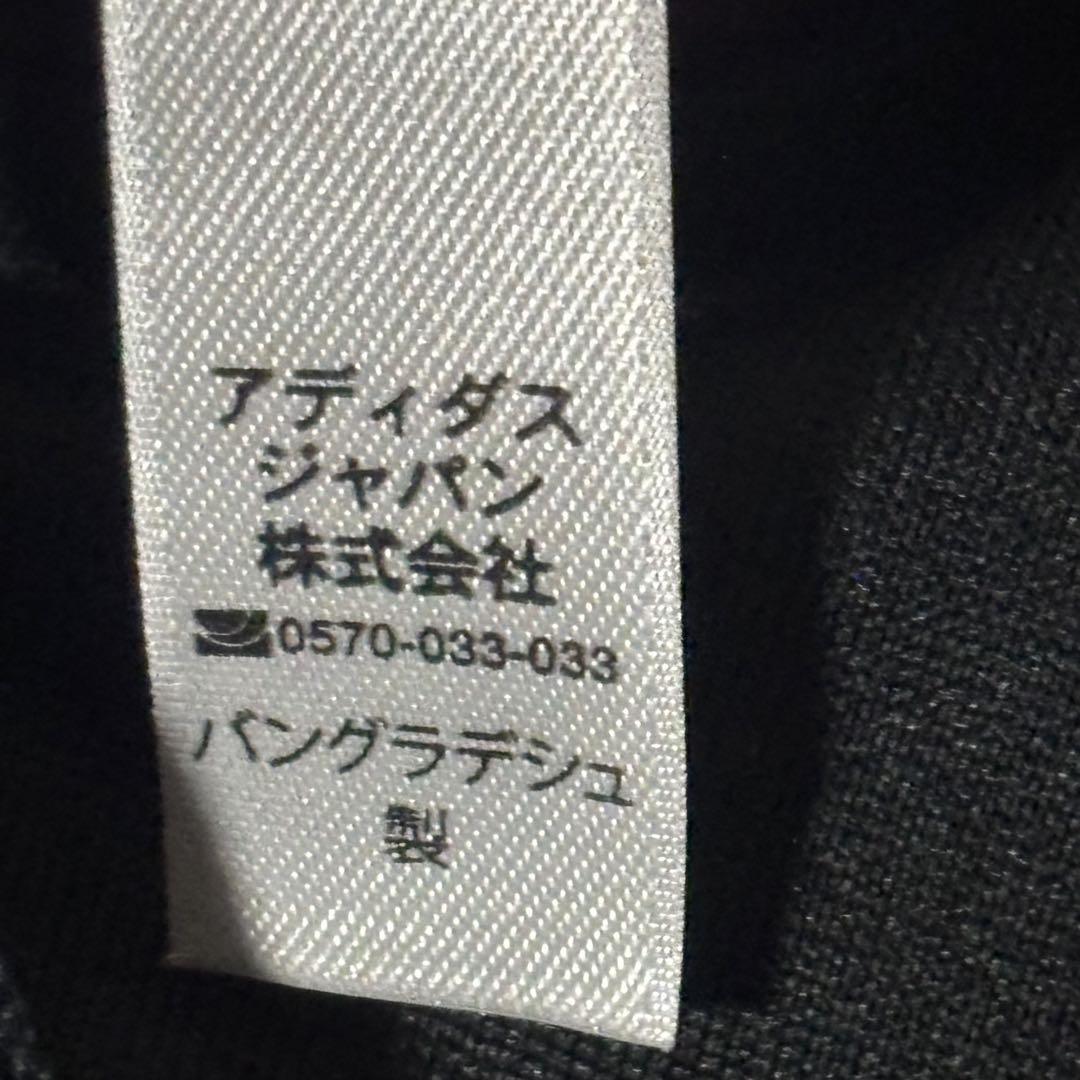 アディダス
ジャパン
株式会社
0570-033-033
バングラデシュ
製